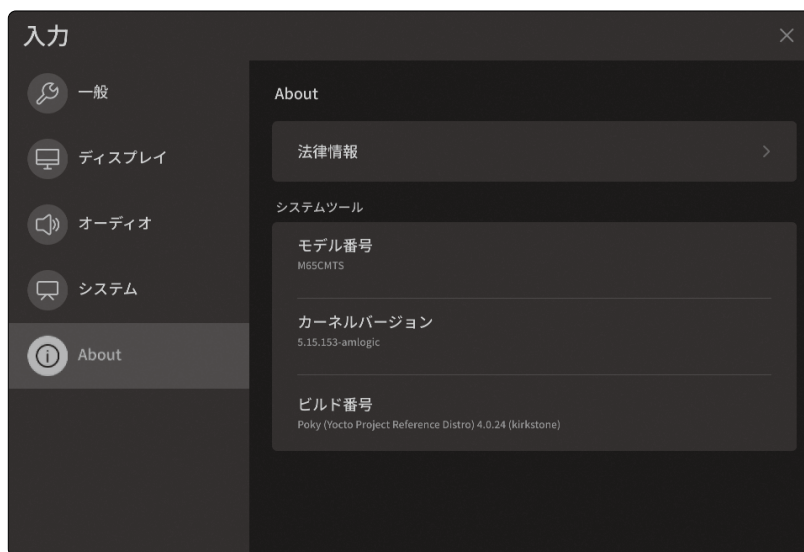 入力
一般
ディスプレイ
オーディオ
システム
About
About
法律情報
システムツール
モデル番号
M65CMTS
カーネルバージョン
5.15.153-amlogic
ビルド番号
Poky (Yocto Project Reference Distro) 4.0.24 (kirkstone)